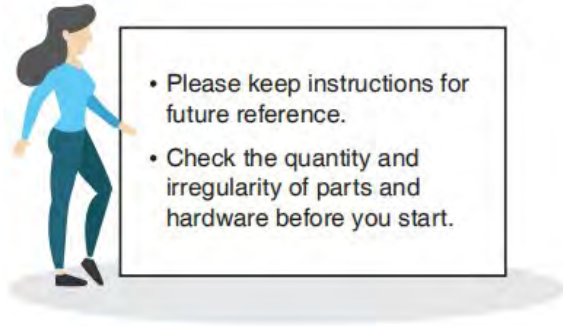 • Please keep instructions for
future reference.
• Check the quantity and
irregularity of parts and
hardware before you start.